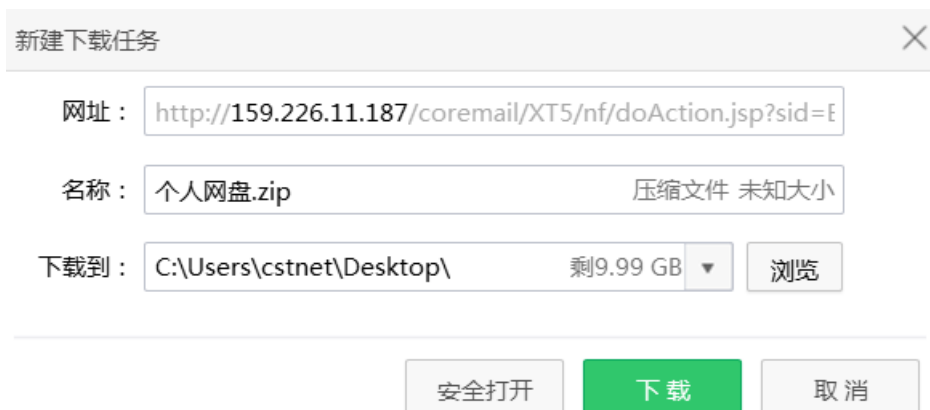 新建下载任务
网址： http://159.226.11.187/coremail/XT5/nf/doAction.jsp?sid=E
名称： 个人网盘.zip 压缩文件 未知大小
下载到： C:\Users\cstnet\Desktop\ 剩9.99 GB 浏览
安全打开 下载 取消